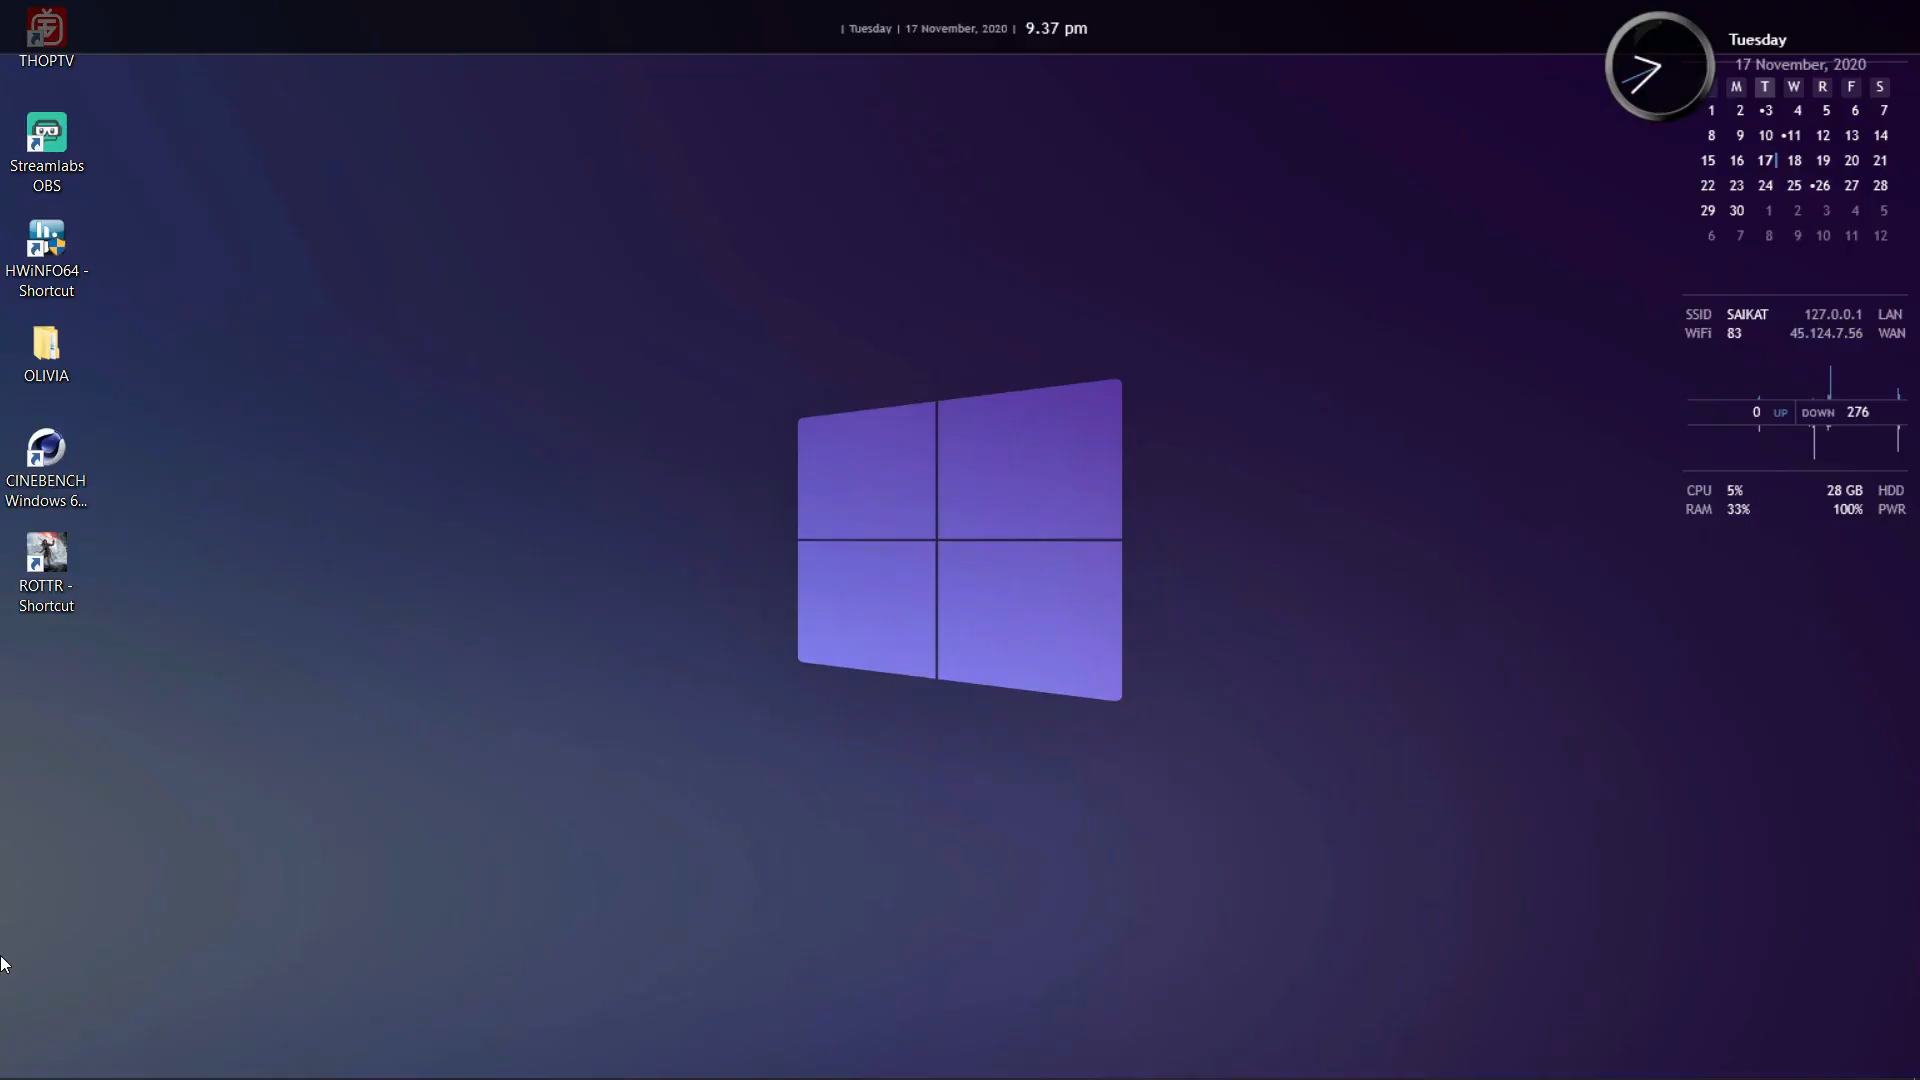 THOPTV
Streamlabs
OBS
HWiNFO64 -
Shortcut
OLIVIA
CINEBENCH
Windows 6...
ROTTR -
Shortcut
| Tuesday | 17 November, 2020 | 9.37 pm
Tuesday
17 November, 2020
M T W R F S
1 2 •3 4 5 6 7
8 9 10 •11 12 13 14
15 16 17 18 19 20 21
22 23 24 25 •26 27 28
29 30 1 2 3 4 5
6 7 8 9 10 11 12
SSID SAIKAT 127.0.0.1 LAN
WiFi 83 45.124.7.56 WAN
0 UP DOWN 276
CPU 5% 28 GB HDD
RAM 33% 100% PWR